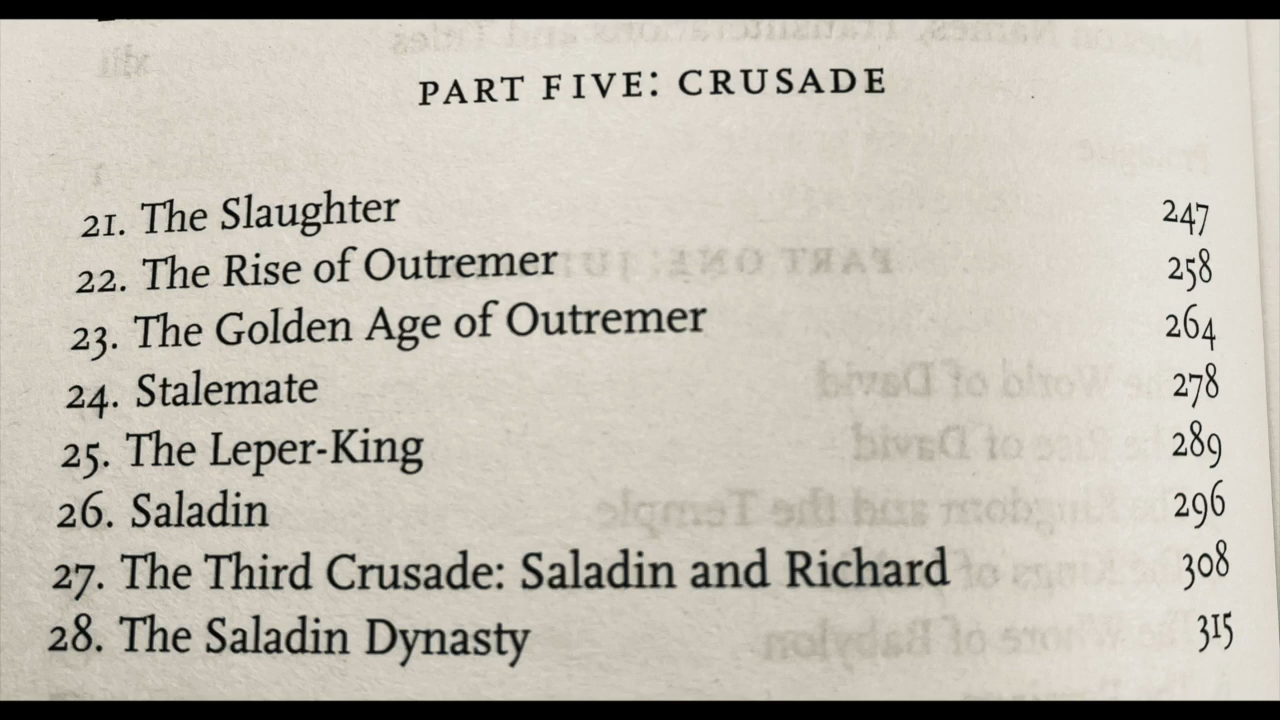 PART FIVE: CRUSADE
21. The Slaughter 247
22. The Rise of Outremer 258
23. The Golden Age of Outremer 264
24. Stalemate 278
25. The Leper-King 289
26. Saladin 296
27. The Third Crusade: Saladin and Richard 308
28. The Saladin Dynasty 315